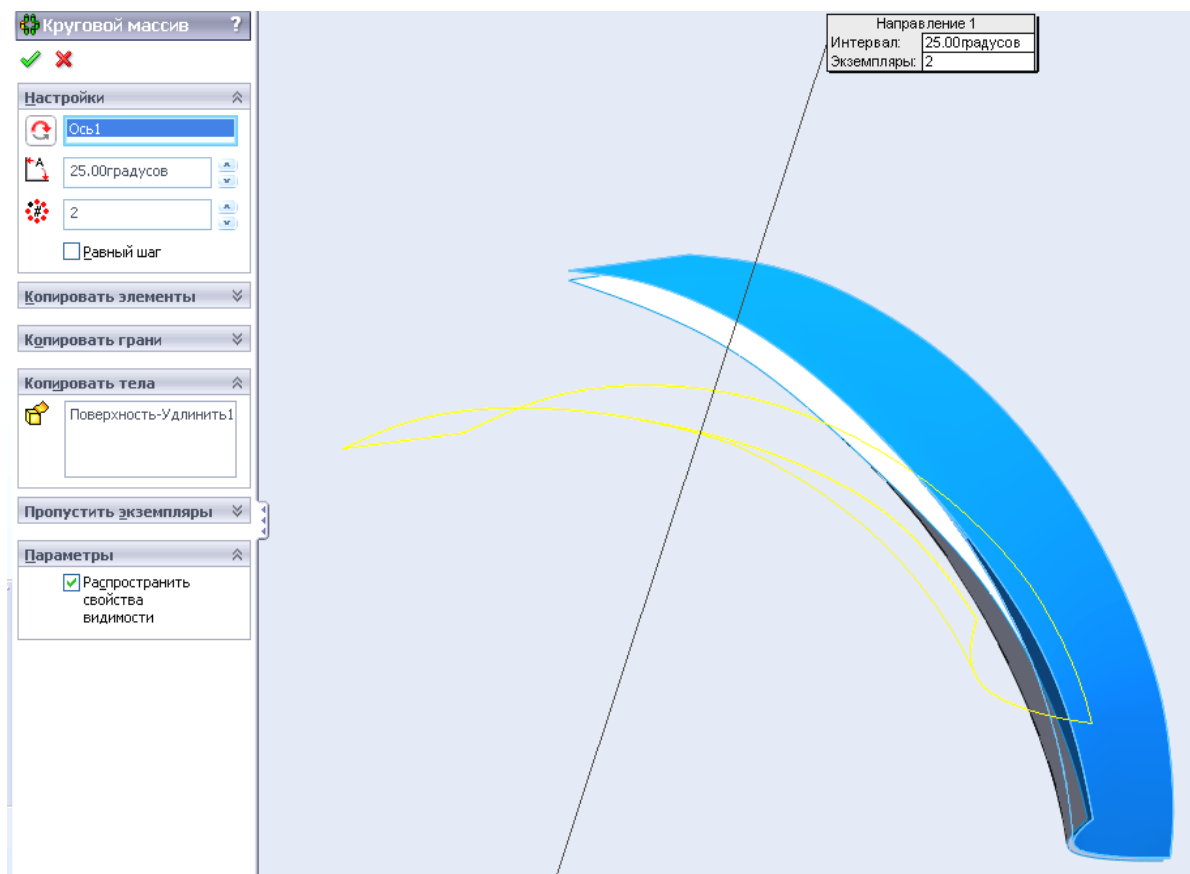 Круговой массив ?
Настройки
Ось1
25.00градусов
2
Равный шаг
Копировать элементы
Копировать грани
Копировать тела
Поверхность-Удлинить1
Пропустить экземпляры
Параметры
Распространить
свойства
видимости
Направление 1
Интервал: 25.00градусов
Экземпляры: 2